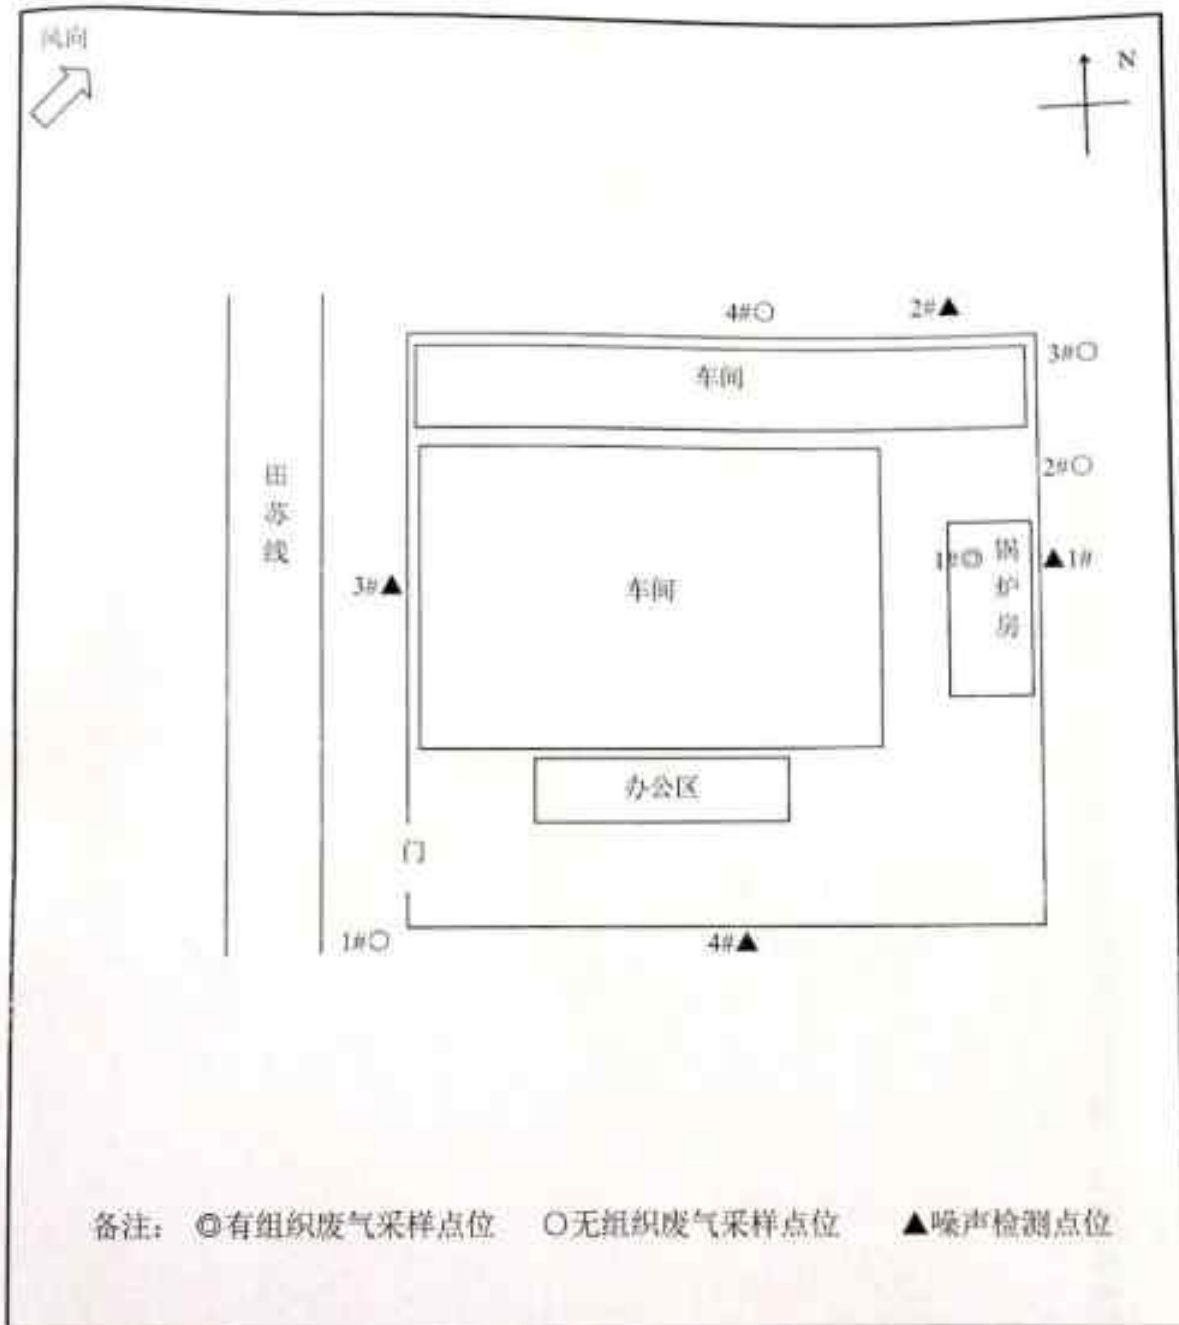 风向
N
4#○
2#▲
3#○
车间
2#○
田苏线
1#◎
锅炉房
▲1#
3#▲
车间
办公区
门
1#○
4#▲
备注： ◎有组织废气采样点位 ○无组织废气采样点位 ▲噪声检测点位